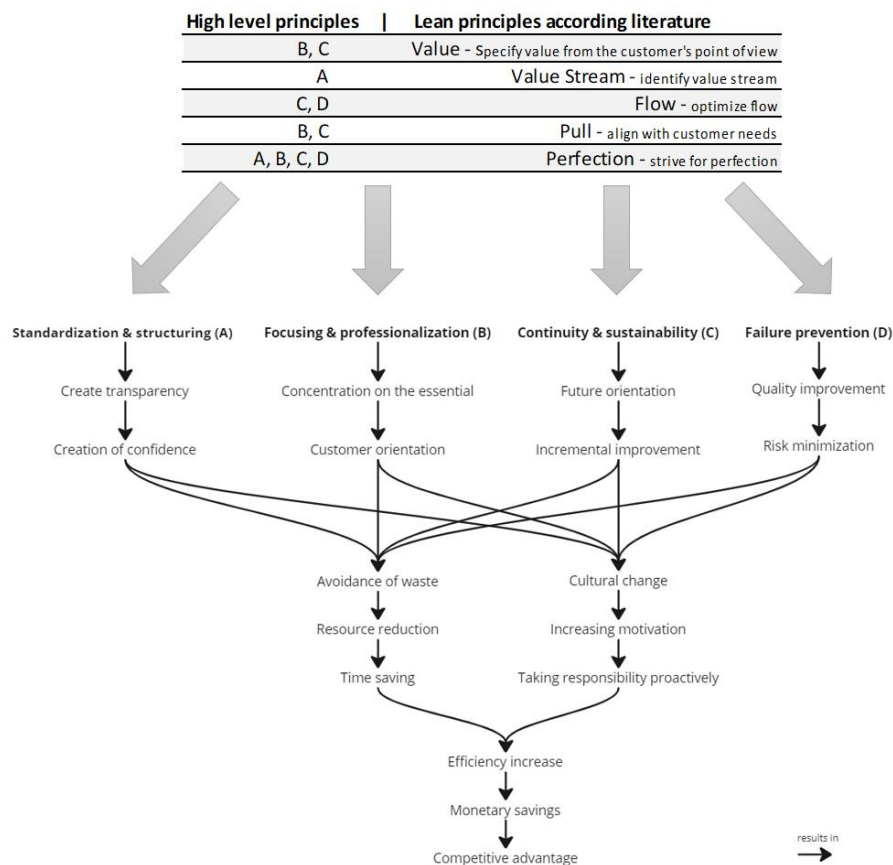 High level principles | Lean principles according literature
B, C Value - Specify value from the customer's point of view
A Value Stream - identify value stream
C, D Flow - optimize flow
B, C Pull - align with customer needs
A, B, C, D Perfection - strive for perfection
Standardization & structuring (A) Focusing & professionalization (B) Continuity & sustainability (C) Failure prevention (D)
Create transparency Concentration on the essential Future orientation Quality improvement
Creation of confidence Customer orientation Incremental improvement Risk minimization
Avoidance of waste Cultural change
Resource reduction Increasing motivation
Time saving Taking responsibility proactively
Efficiency increase
Monetary savings
results in
Competitive advantage